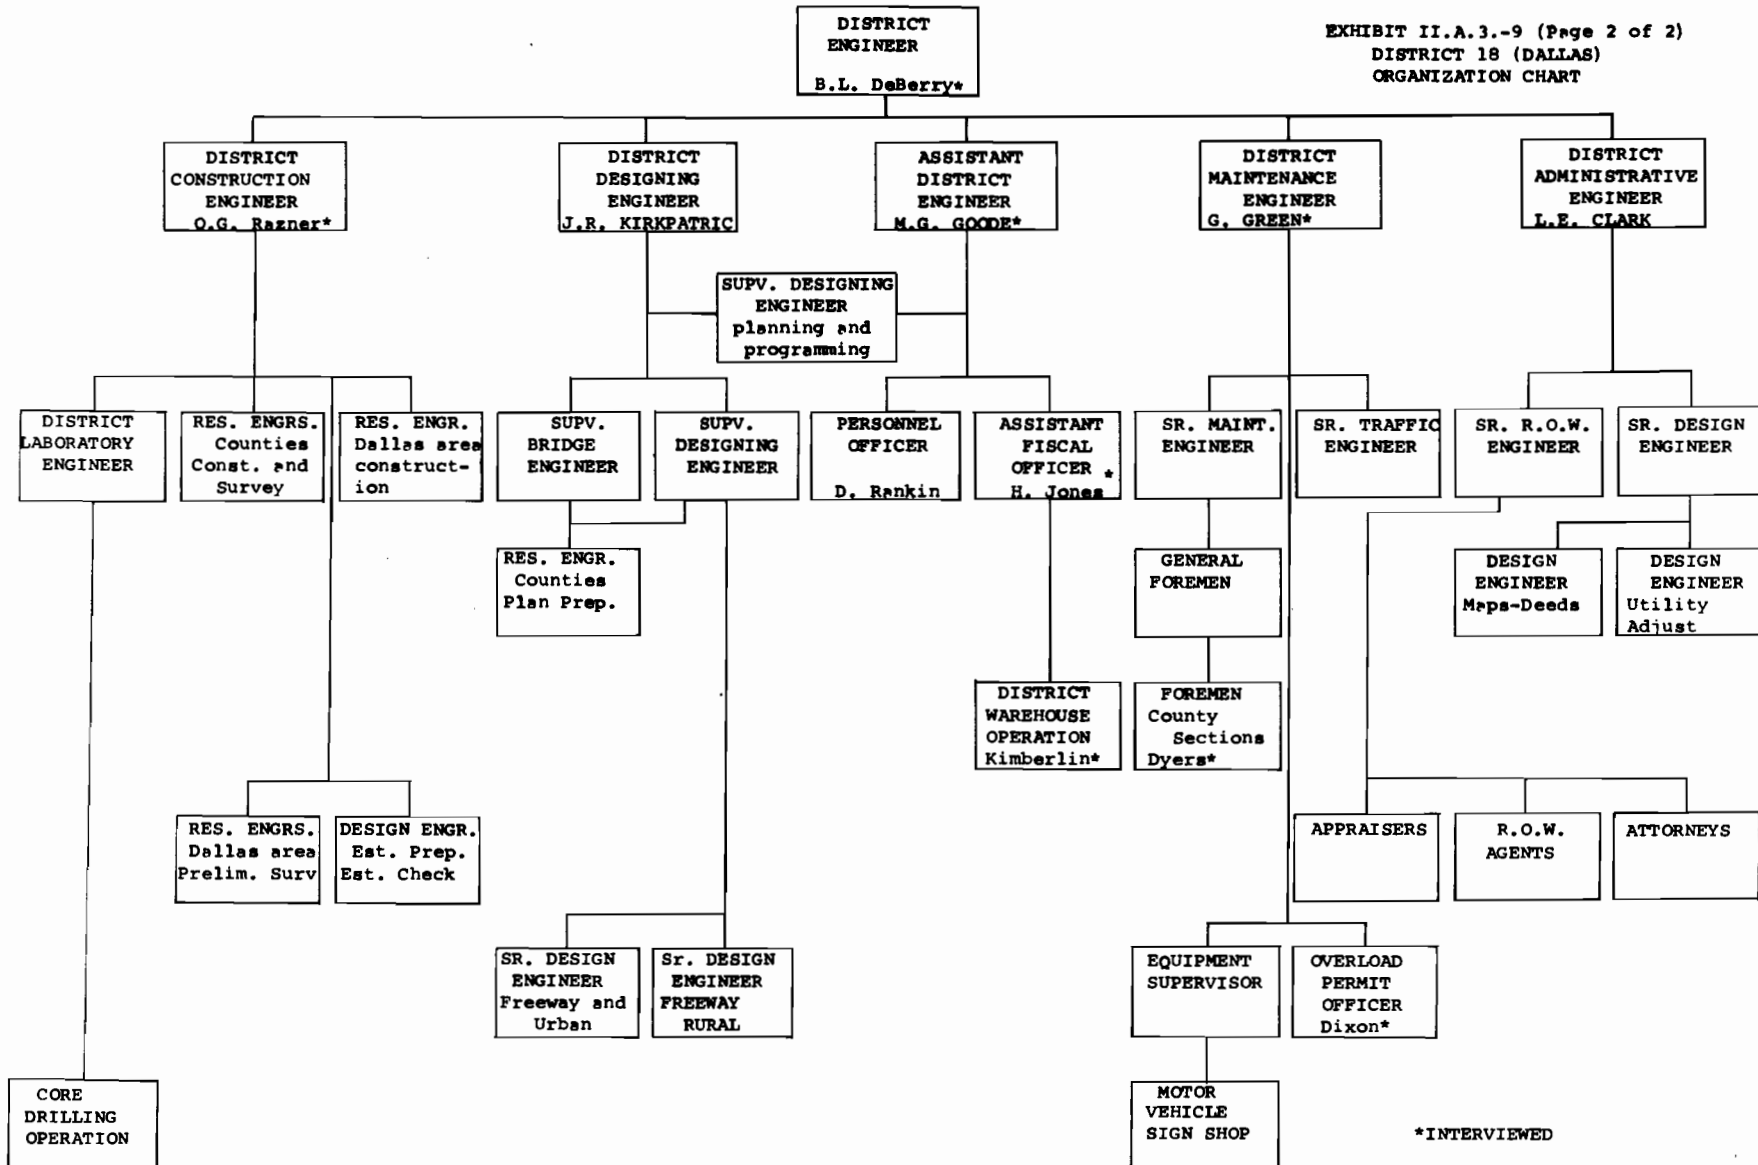 EXHIBIT II.A.3.-9 (Page 2 of 2)
DISTRICT 18 (DALLAS)
ORGANIZATION CHART
DISTRICT
ENGINEER
B.L. DeBerry*
DISTRICT
CONSTRUCTION
ENGINEER
O.G. Razner*
DISTRICT
DESIGNING
ENGINEER
J.R. KIRKPATRIC
ASSISTANT
DISTRICT
ENGINEER
M.G. GOODE*
DISTRICT
MAINTENANCE
ENGINEER
G. GREEN*
DISTRICT
ADMINISTRATIVE
ENGINEER
L.E. CLARK
SUPV. DESIGNING
ENGINEER
planning and
programming
DISTRICT
LABORATORY
ENGINEER
RES. ENGRS.
Counties
Const. and
Survey
RES. ENGR.
Dallas area
construct-
ion
SUPV.
BRIDGE
ENGINEER
SUPV.
DESIGNING
ENGINEER
PERSONNEL
OFFICER
D. Rankin
ASSISTANT
FISCAL
OFFICER *
H. Jones
SR. MAINT.
ENGINEER
SR. TRAFFIC
ENGINEER
SR. R.O.W.
ENGINEER
SR. DESIGN
ENGINEER
RES. ENGR.
Counties
Plan Prep.
GENERAL
FOREMEN
DESIGN
ENGINEER
Maps-Deeds
DESIGN
ENGINEER
Utility
Adjust
DISTRICT
WAREHOUSE
OPERATION
Kimberlin*
FOREMEN
County
Sections
Dyers*
RES. ENGRS.
Dallas area
Prelim. Surv
DESIGN ENGR.
Est. Prep.
Est. Check
APPRAISERS
R.O.W.
AGENTS
ATTORNEYS
SR. DESIGN
ENGINEER
Freeway and
Urban
Sr. DESIGN
ENGINEER
FREEWAY
RURAL
EQUIPMENT
SUPERVISOR
OVERLOAD
PERMIT
OFFICER
Dixon*
CORE
DRILLING
OPERATION
MOTOR
VEHICLE
SIGN SHOP
*INTERVIEWED